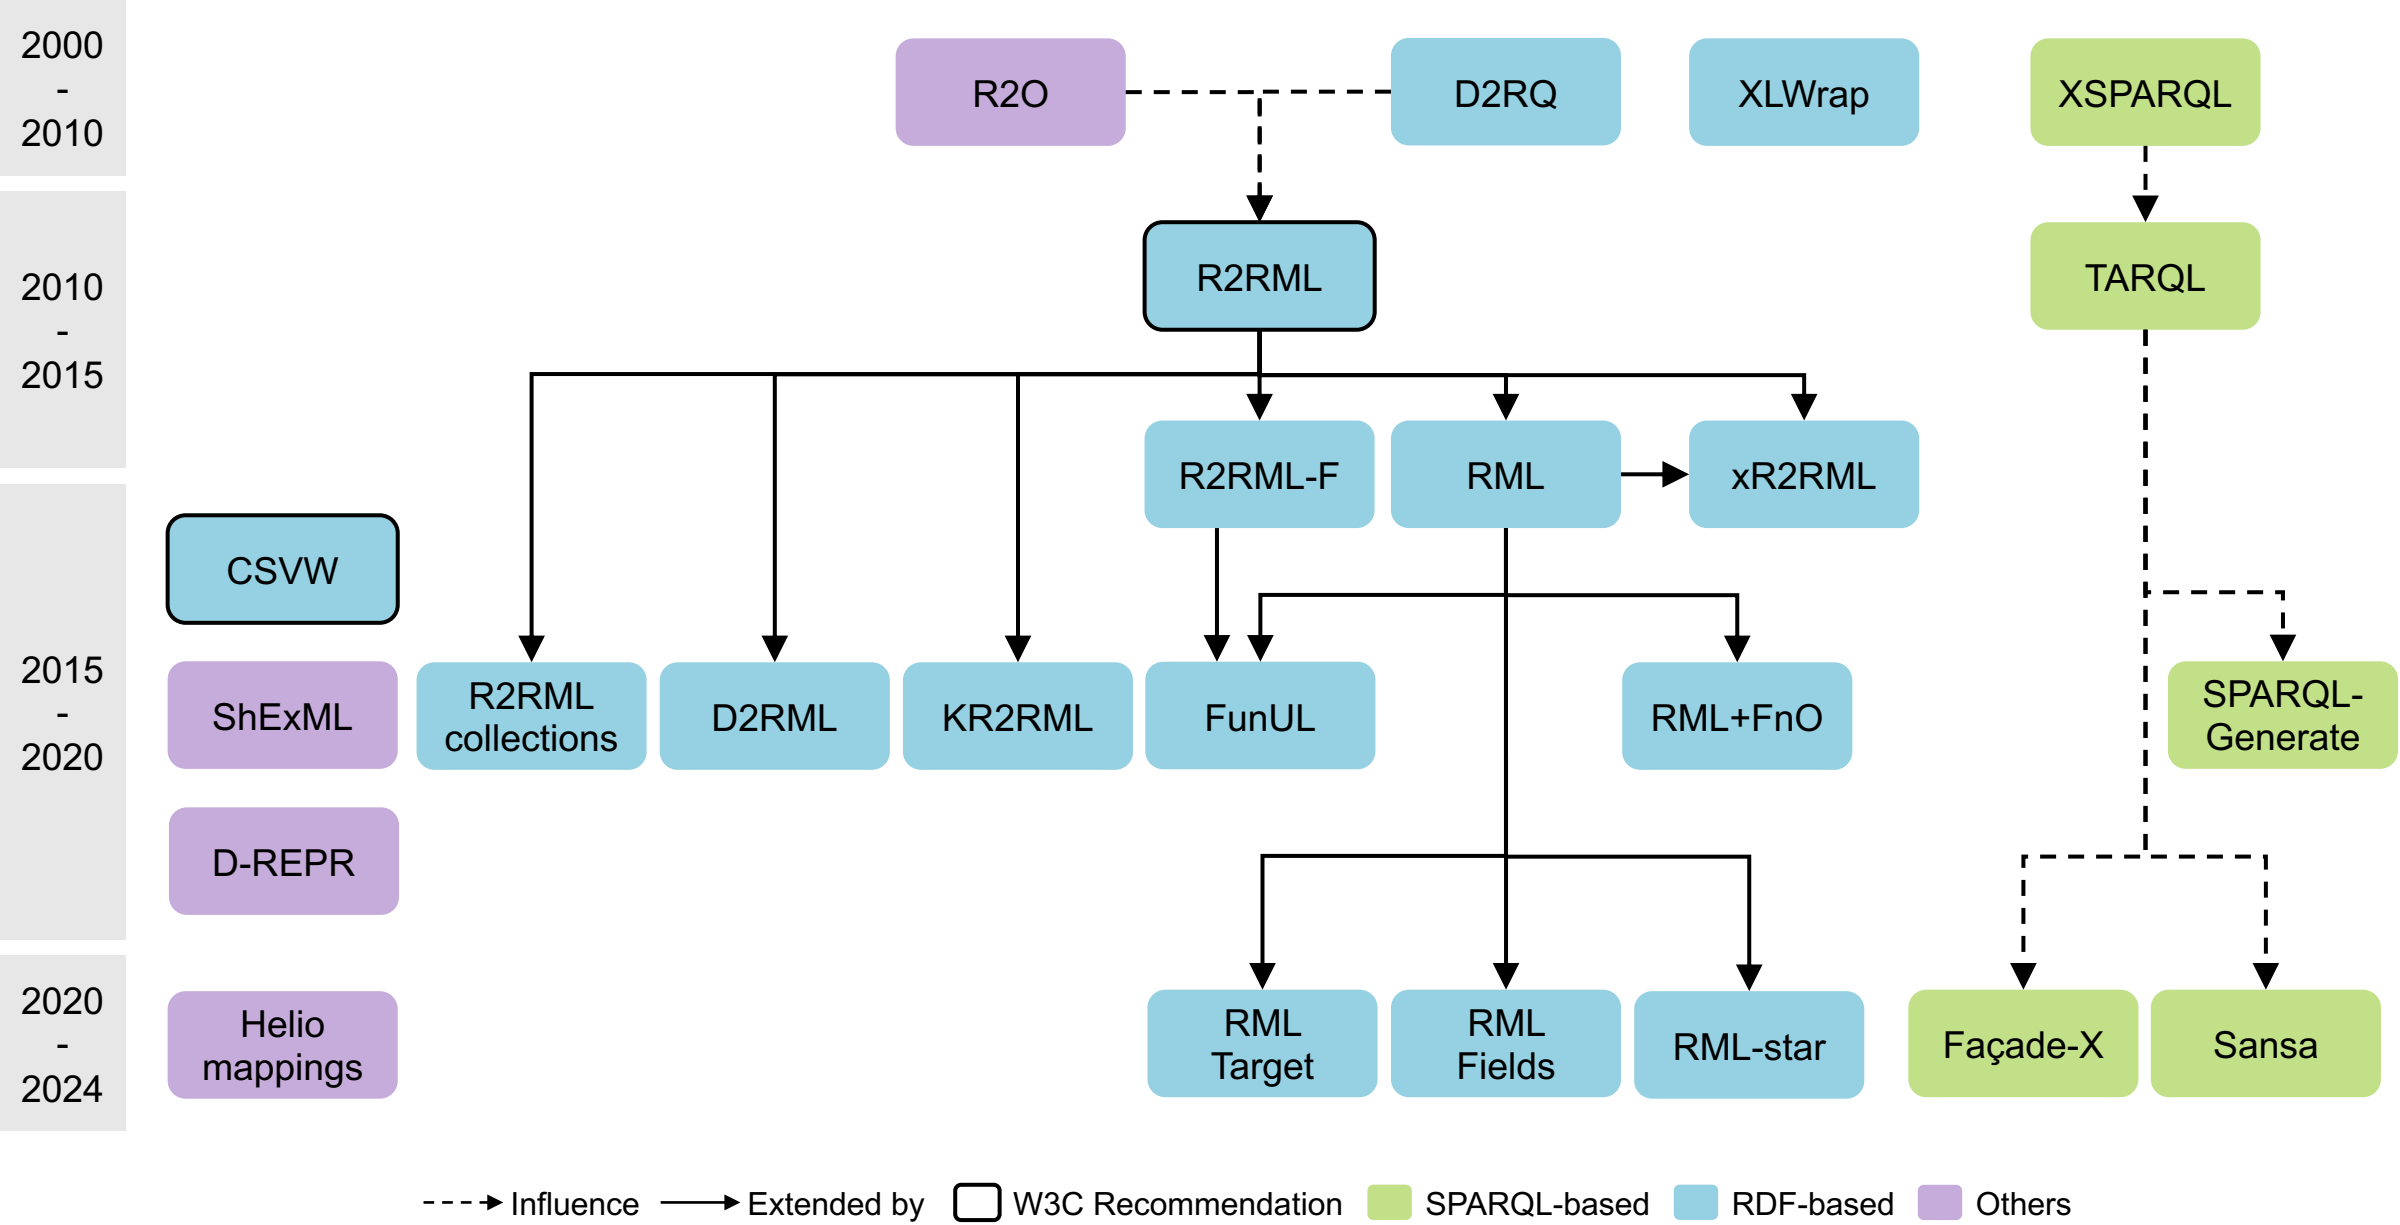 2000
-
2010
R2O
D2RQ
XLWrap
XSPARQL
2010
-
2015
R2RML
TARQL
R2RML-F
RML
xR2RML
2015
-
2020
CSVW
ShExML
R2RML
collections
D2RML
KR2RML
FunUL
RML+FnO
SPARQL-
Generate
D-REPR
2020
-
2024
Helio
mappings
RML
Target
RML
Fields
RML-star
Façade-X
Sansa
Influence
Extended by
W3C Recommendation
SPARQL-based
RDF-based
Others